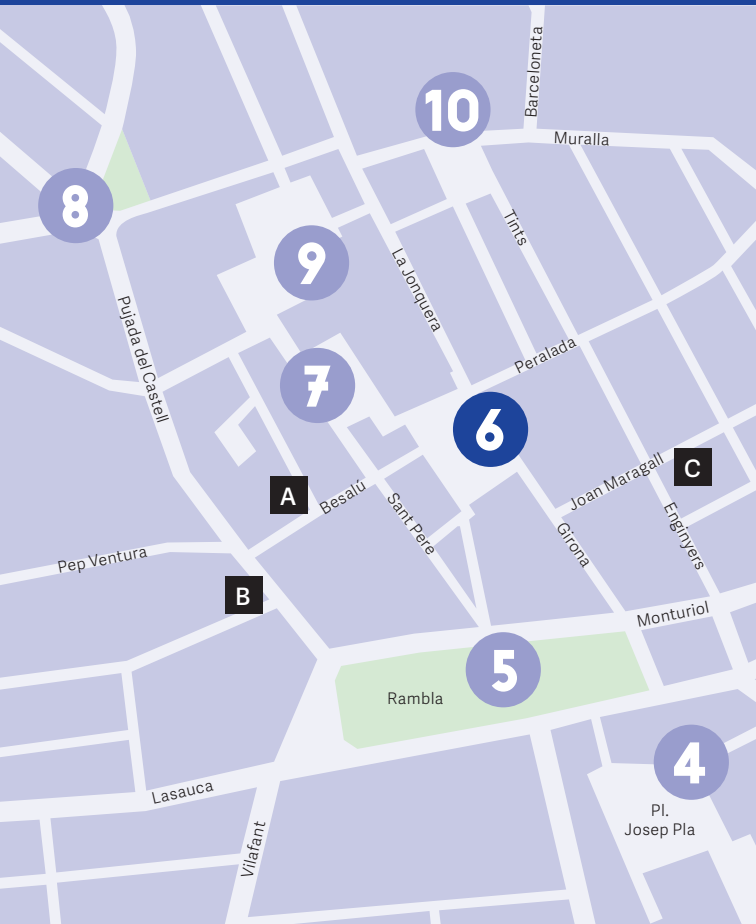 Barceloneta
10
Muralla
8
Tints
9
La Jonquera
Pujada del Castell
Peralada
7
6
Joan Maragall
C
A
Besalú
Sant Pere
Girona
Enginyers
Pep Ventura
B
Monturiol
5
Rambla
4
Lasauca
Pl.
Josep Pla
Vilafant